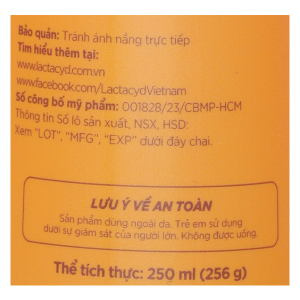 Bảo quản: Tránh ánh nắng trực tiếp
Tìm hiểu thêm tại:
www.lactacyd.com.vn
www.facebook.com/LactacydVietnam
Số công bố mỹ phẩm: 001828/23/CBMP-HCM
Thông tin Số lô sản xuất, NSX, HSD:
Xem "LOT", "MFG", "EXP" dưới đáy chai.
LƯU Ý VỀ AN TOÀN
Sản phẩm dùng ngoài da. Trẻ em sử dụng
dưới sự giám sát của người lớn. Không được uống.
Thể tích thực: 250 ml (256 g)